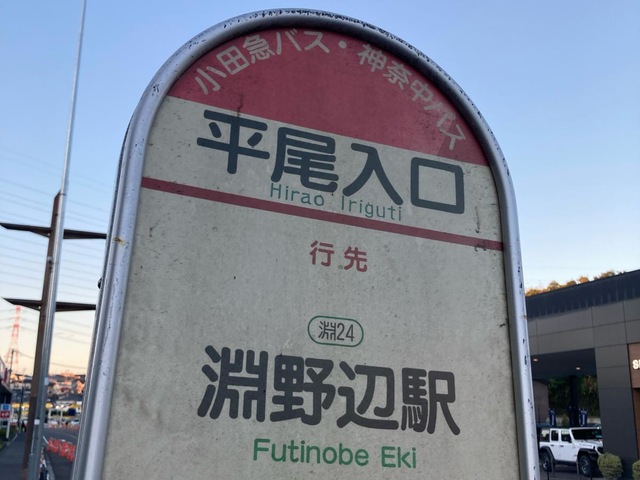 小田急バス・神奈中バス
平尾入口
Hirao Iriguti
行先
淵24
淵野辺駅
Futinobe Eki